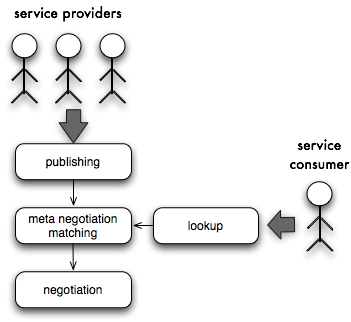 service providers
publishing
service
consumer
meta negotiation
matching
lookup
negotiation